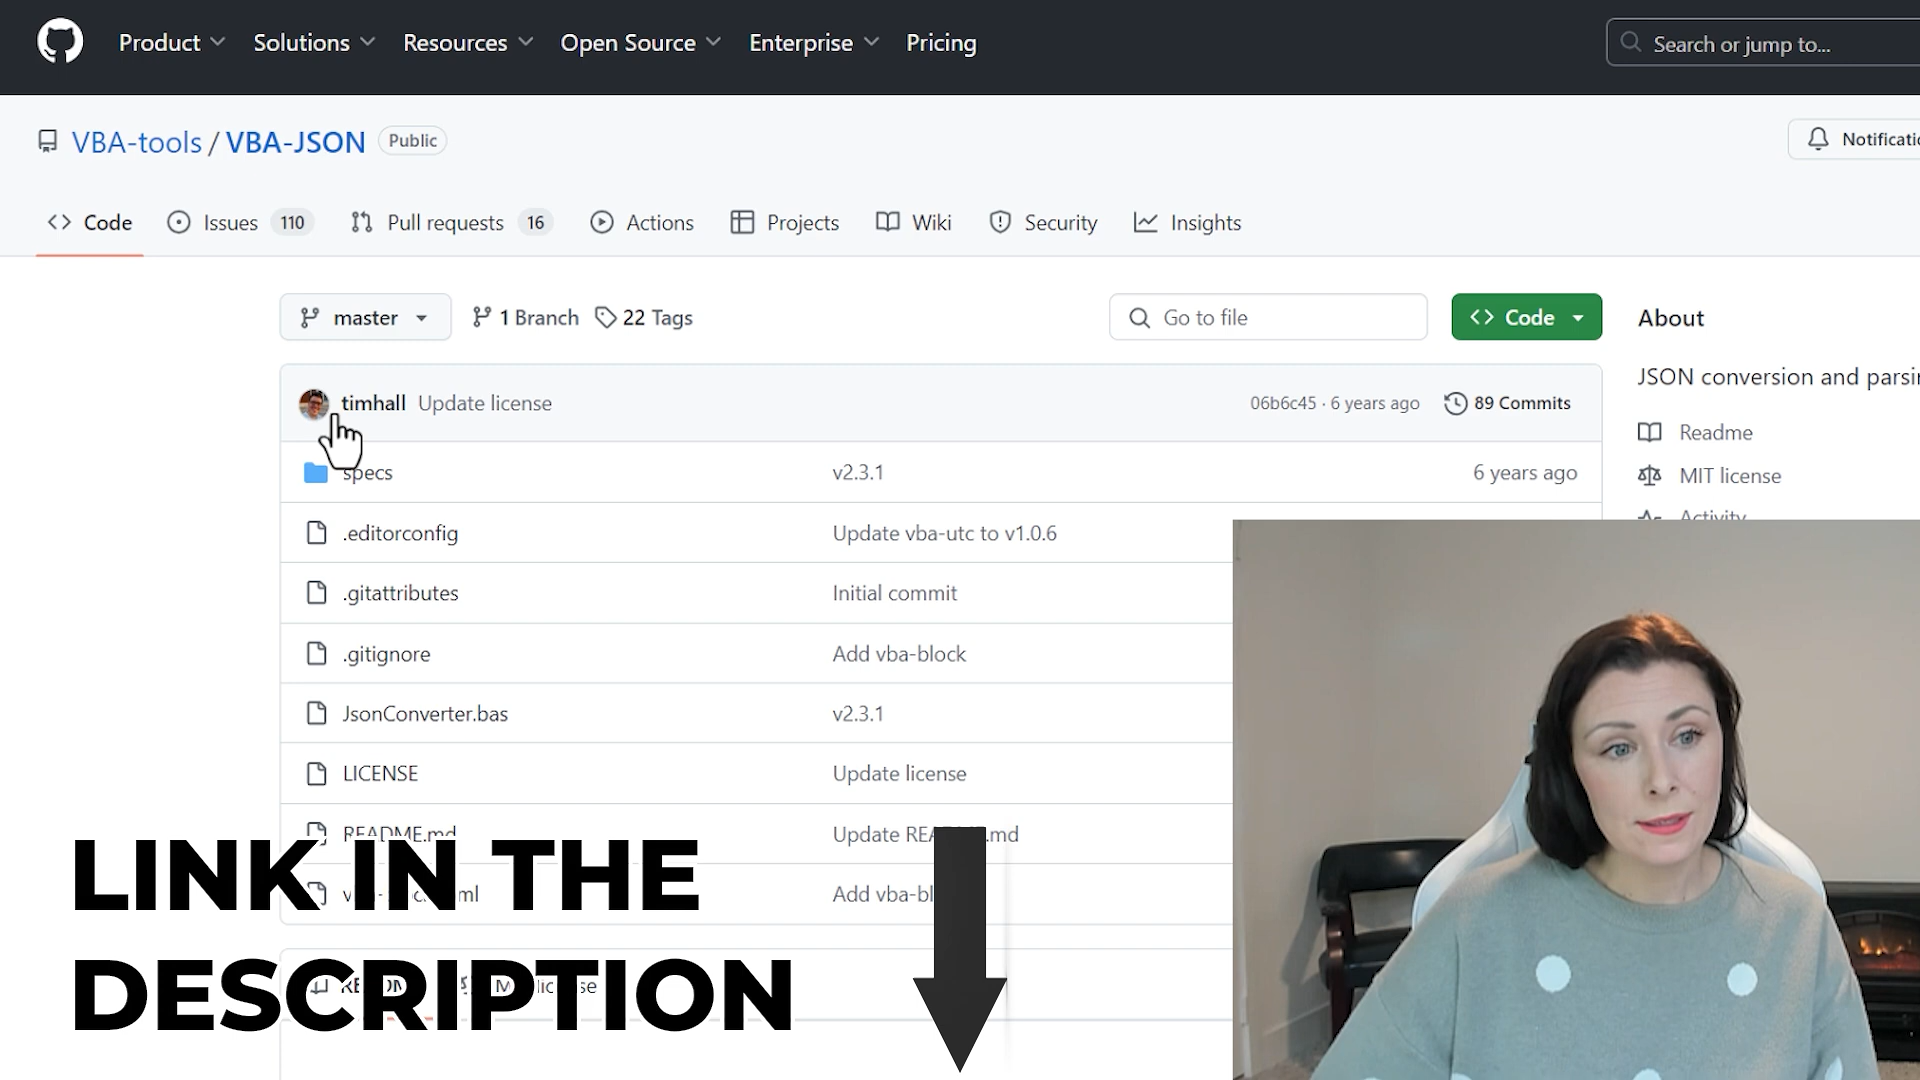 Product Solutions Resources Open Source Enterprise Pricing Search or jump to...
VBA-tools / VBA-JSON Public
Code Issues 110 Pull requests 16 Actions Projects Wiki Security Insights
master 1 Branch 22 Tags Go to file Code
timhall Update license 06b6c45 · 6 years ago 89 Commits
specs v2.3.1 6 years ago
.editorconfig Update vba-utc to v1.0.6
.gitattributes Initial commit
.gitignore Add vba-block
JsonConverter.bas v2.3.1
LICENSE Update license
README.md
About
JSON conversion and
Readme
MIT license
Activity
LINK IN THE
DESCRIPTION